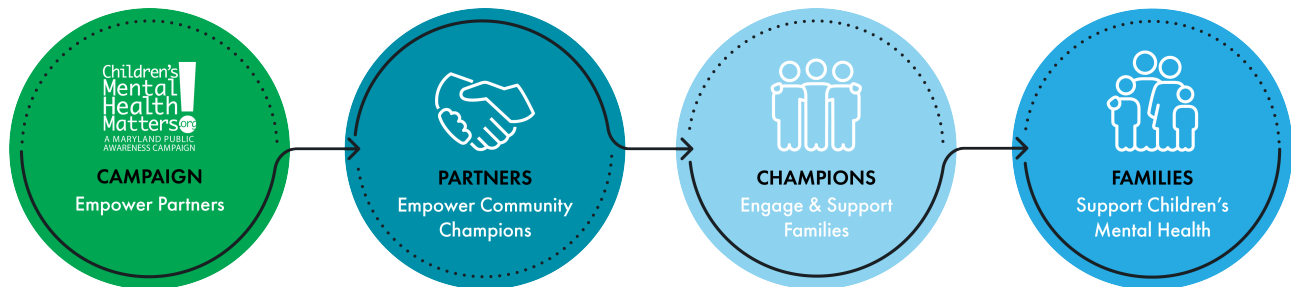 Children's
Mental
Health
Matters!
.org
A MARYLAND PUBLIC
AWARENESS CAMPAIGN
CAMPAIGN
Empower Partners
PARTNERS
Empower Community
Champions
CHAMPIONS
Engage & Support
Families
FAMILIES
Support Children's
Mental Health